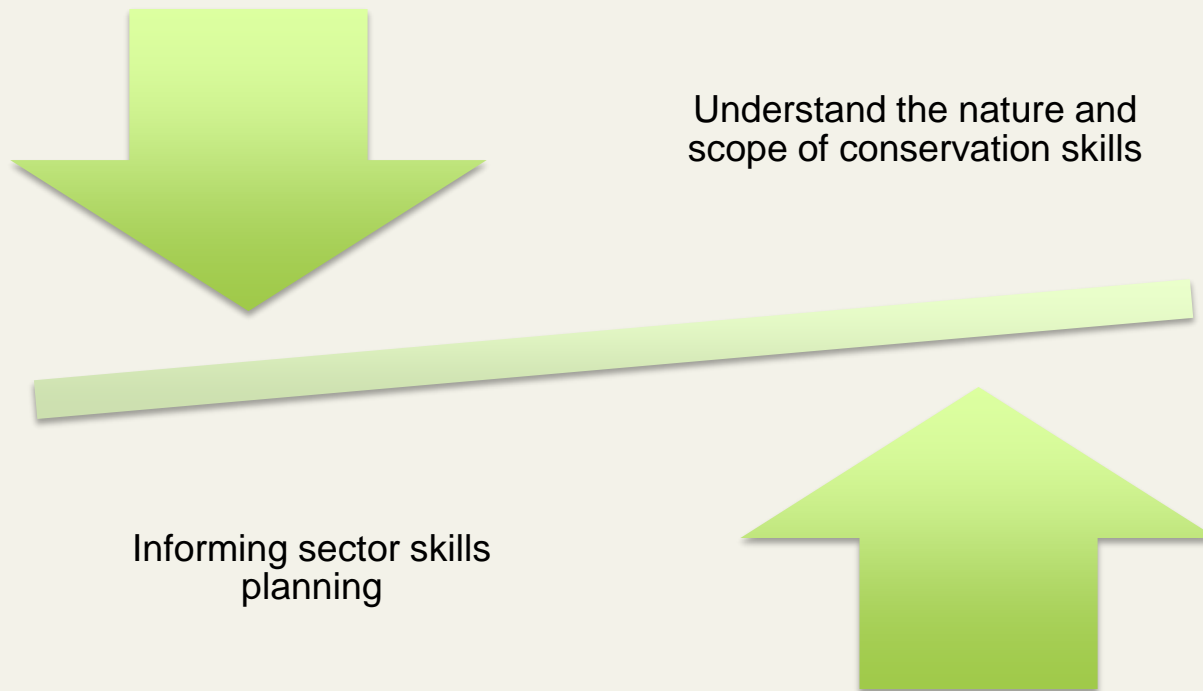 Understand the nature and
scope of conservation skills
Informing sector skills
planning